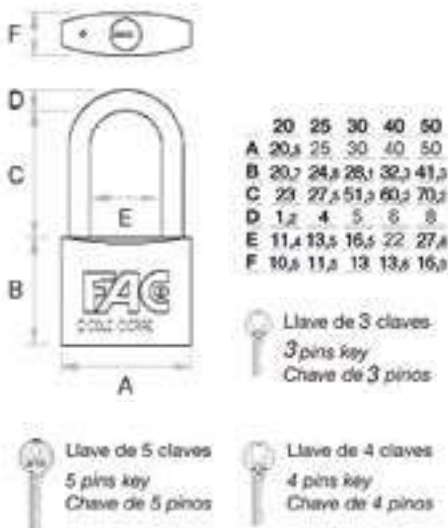 F
D
C
E
B
A
FAC
20 25 30 40 50
A 20,5 25 30 40 50
B 20,7 24,8 28,1 32,3 41,3
C 23 27,5 51,3 60,2 70,2
D 1,2 4 5 6 8
E 11,4 13,5 16,5 22 27,8
F 10,5 11,5 13 13,6 16,3
Llave de 3 claves
3 pins key
Chave de 3 pinos
Llave de 5 claves
5 pins key
Chave de 5 pinos
Llave de 4 claves
4 pins key
Chave de 4 pinos